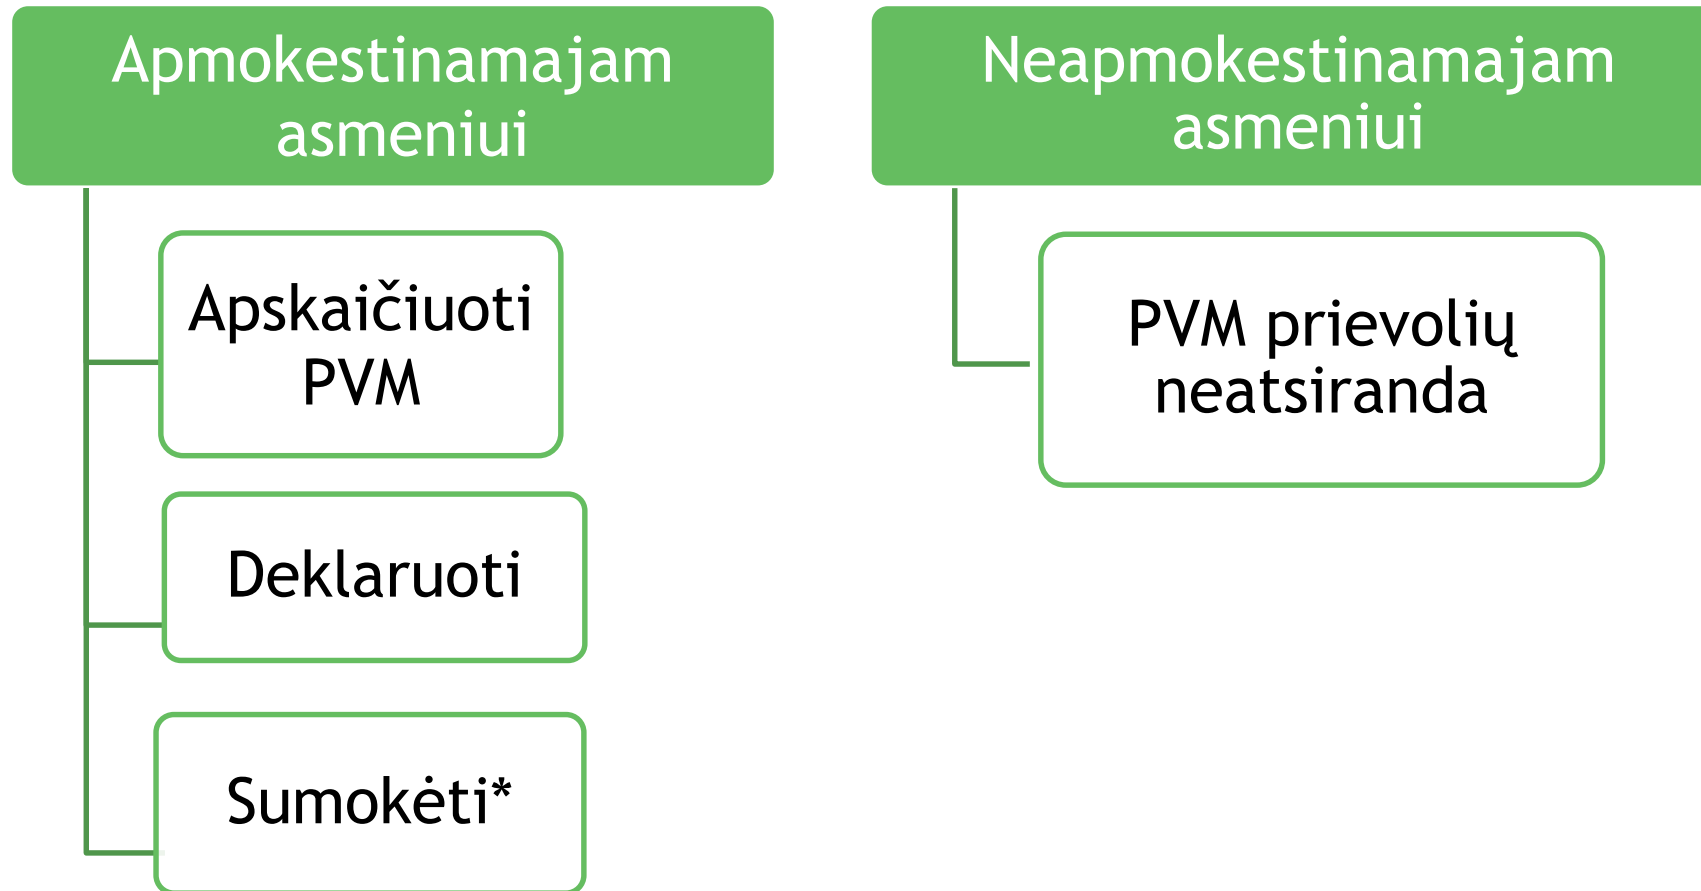 Apmokestinamajam
asmeniui
Apskaičiuoti
PVM
Deklaruoti
Sumokėti*
Neapmokestinamajam
asmeniui
PVM prievolių
neatsiranda